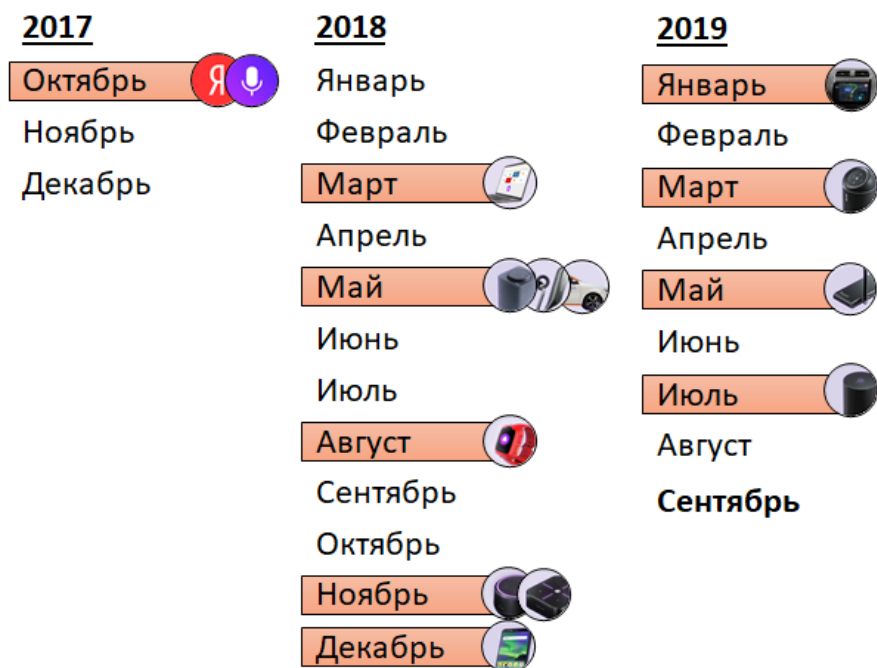 2017
Октябрь
Я
Ноябрь
Декабрь
2018
Январь
Февраль
Март
Апрель
Май
Июнь
Июль
Август
Сентябрь
Октябрь
Ноябрь
Декабрь
2019
Январь
Февраль
Март
Апрель
Май
Июнь
Июль
Август
Сентябрь